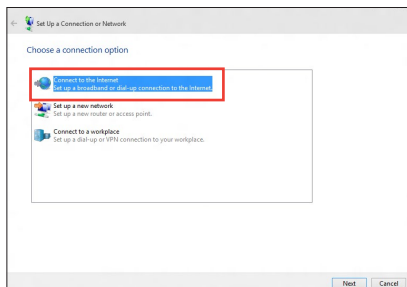 Set Up a Connection or Network
Choose a connection option
Connect to the Internet
Set up a broadband or dial-up connection to the Internet.
Set up a new network
Set up a new router or access point.
Connect to a workplace
Set up a dial-up or VPN connection to your workplace.
Next Cancel